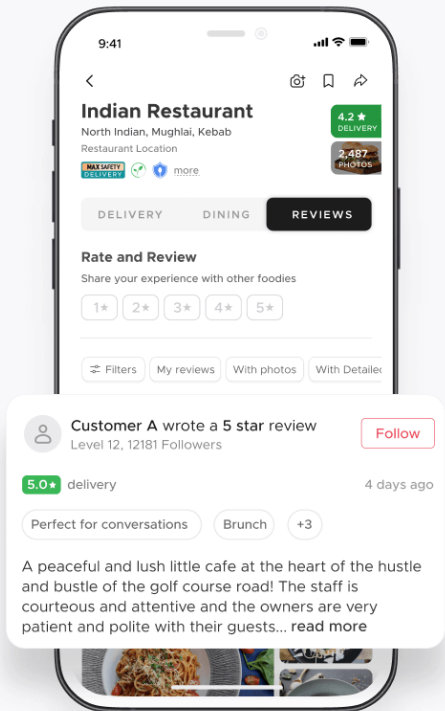 9:41
Indian Restaurant
North Indian, Mughlai, Kebab
Restaurant Location
MAX SAFETY
DELIVERY
more
4.2 ★
DELIVERY
2,487
PHOTOS
DELIVERY DINING REVIEWS
Rate and Review
Share your experience with other foodies
1★ 2★ 3★ 4★ 5★
Filters My reviews With photos With Detailed
Customer A wrote a 5 star review
Level 12, 12181 Followers
Follow
5.0★ delivery 4 days ago
Perfect for conversations Brunch +3
A peaceful and lush little cafe at the heart of the hustle
and bustle of the golf course road! The staff is
courteous and attentive and the owners are very
patient and polite with their guests... read more